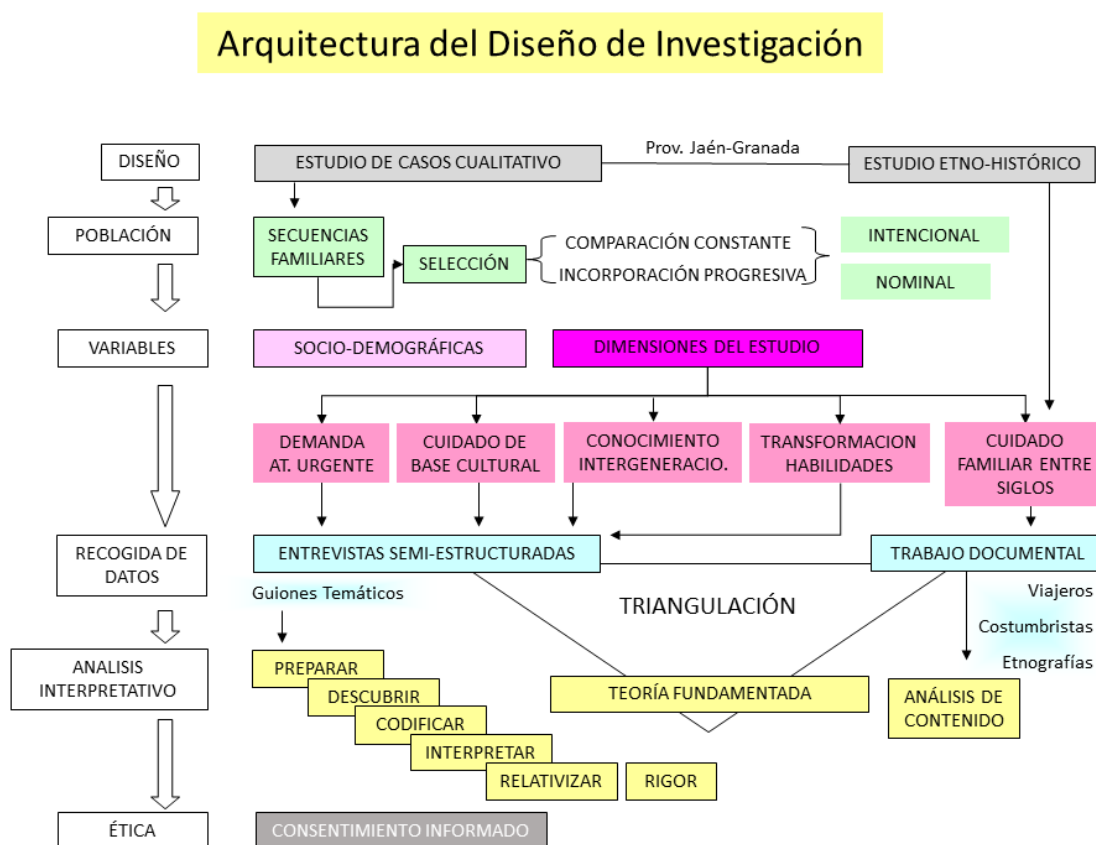 Arquitectura del Diseño de Investigación
DISEÑO
ESTUDIO DE CASOS CUALITATIVO
Prov. Jaén-Granada
ESTUDIO ETNO-HISTÓRICO
POBLACIÓN
SECUENCIAS
FAMILIARES
SELECCIÓN
COMPARACIÓN CONSTANTE
INCORPORACIÓN PROGRESIVA
INTENCIONAL
NOMINAL
VARIABLES
SOCIO-DEMOGRÁFICAS
DIMENSIONES DEL ESTUDIO
DEMANDA
AT. URGENTE
CUIDADO DE
BASE CULTURAL
CONOCIMIENTO
INTERGENERACIO.
TRANSFORMACION
HABILIDADES
CUIDADO
FAMILIAR ENTRE
SIGLOS
RECOGIDA DE
DATOS
ENTREVISTAS SEMI-ESTRUCTURADAS
TRABAJO DOCUMENTAL
Guiones Temáticos
TRIANGULACIÓN
Viajeros
Costumbristas
Etnografías
ANALISIS
INTERPRETATIVO
PREPARAR
DESCUBRIR
CODIFICAR
INTERPRETAR
RELATIVIZAR
RIGOR
TEORÍA FUNDAMENTADA
ANÁLISIS DE
CONTENIDO
ÉTICA
CONSENTIMIENTO INFORMADO